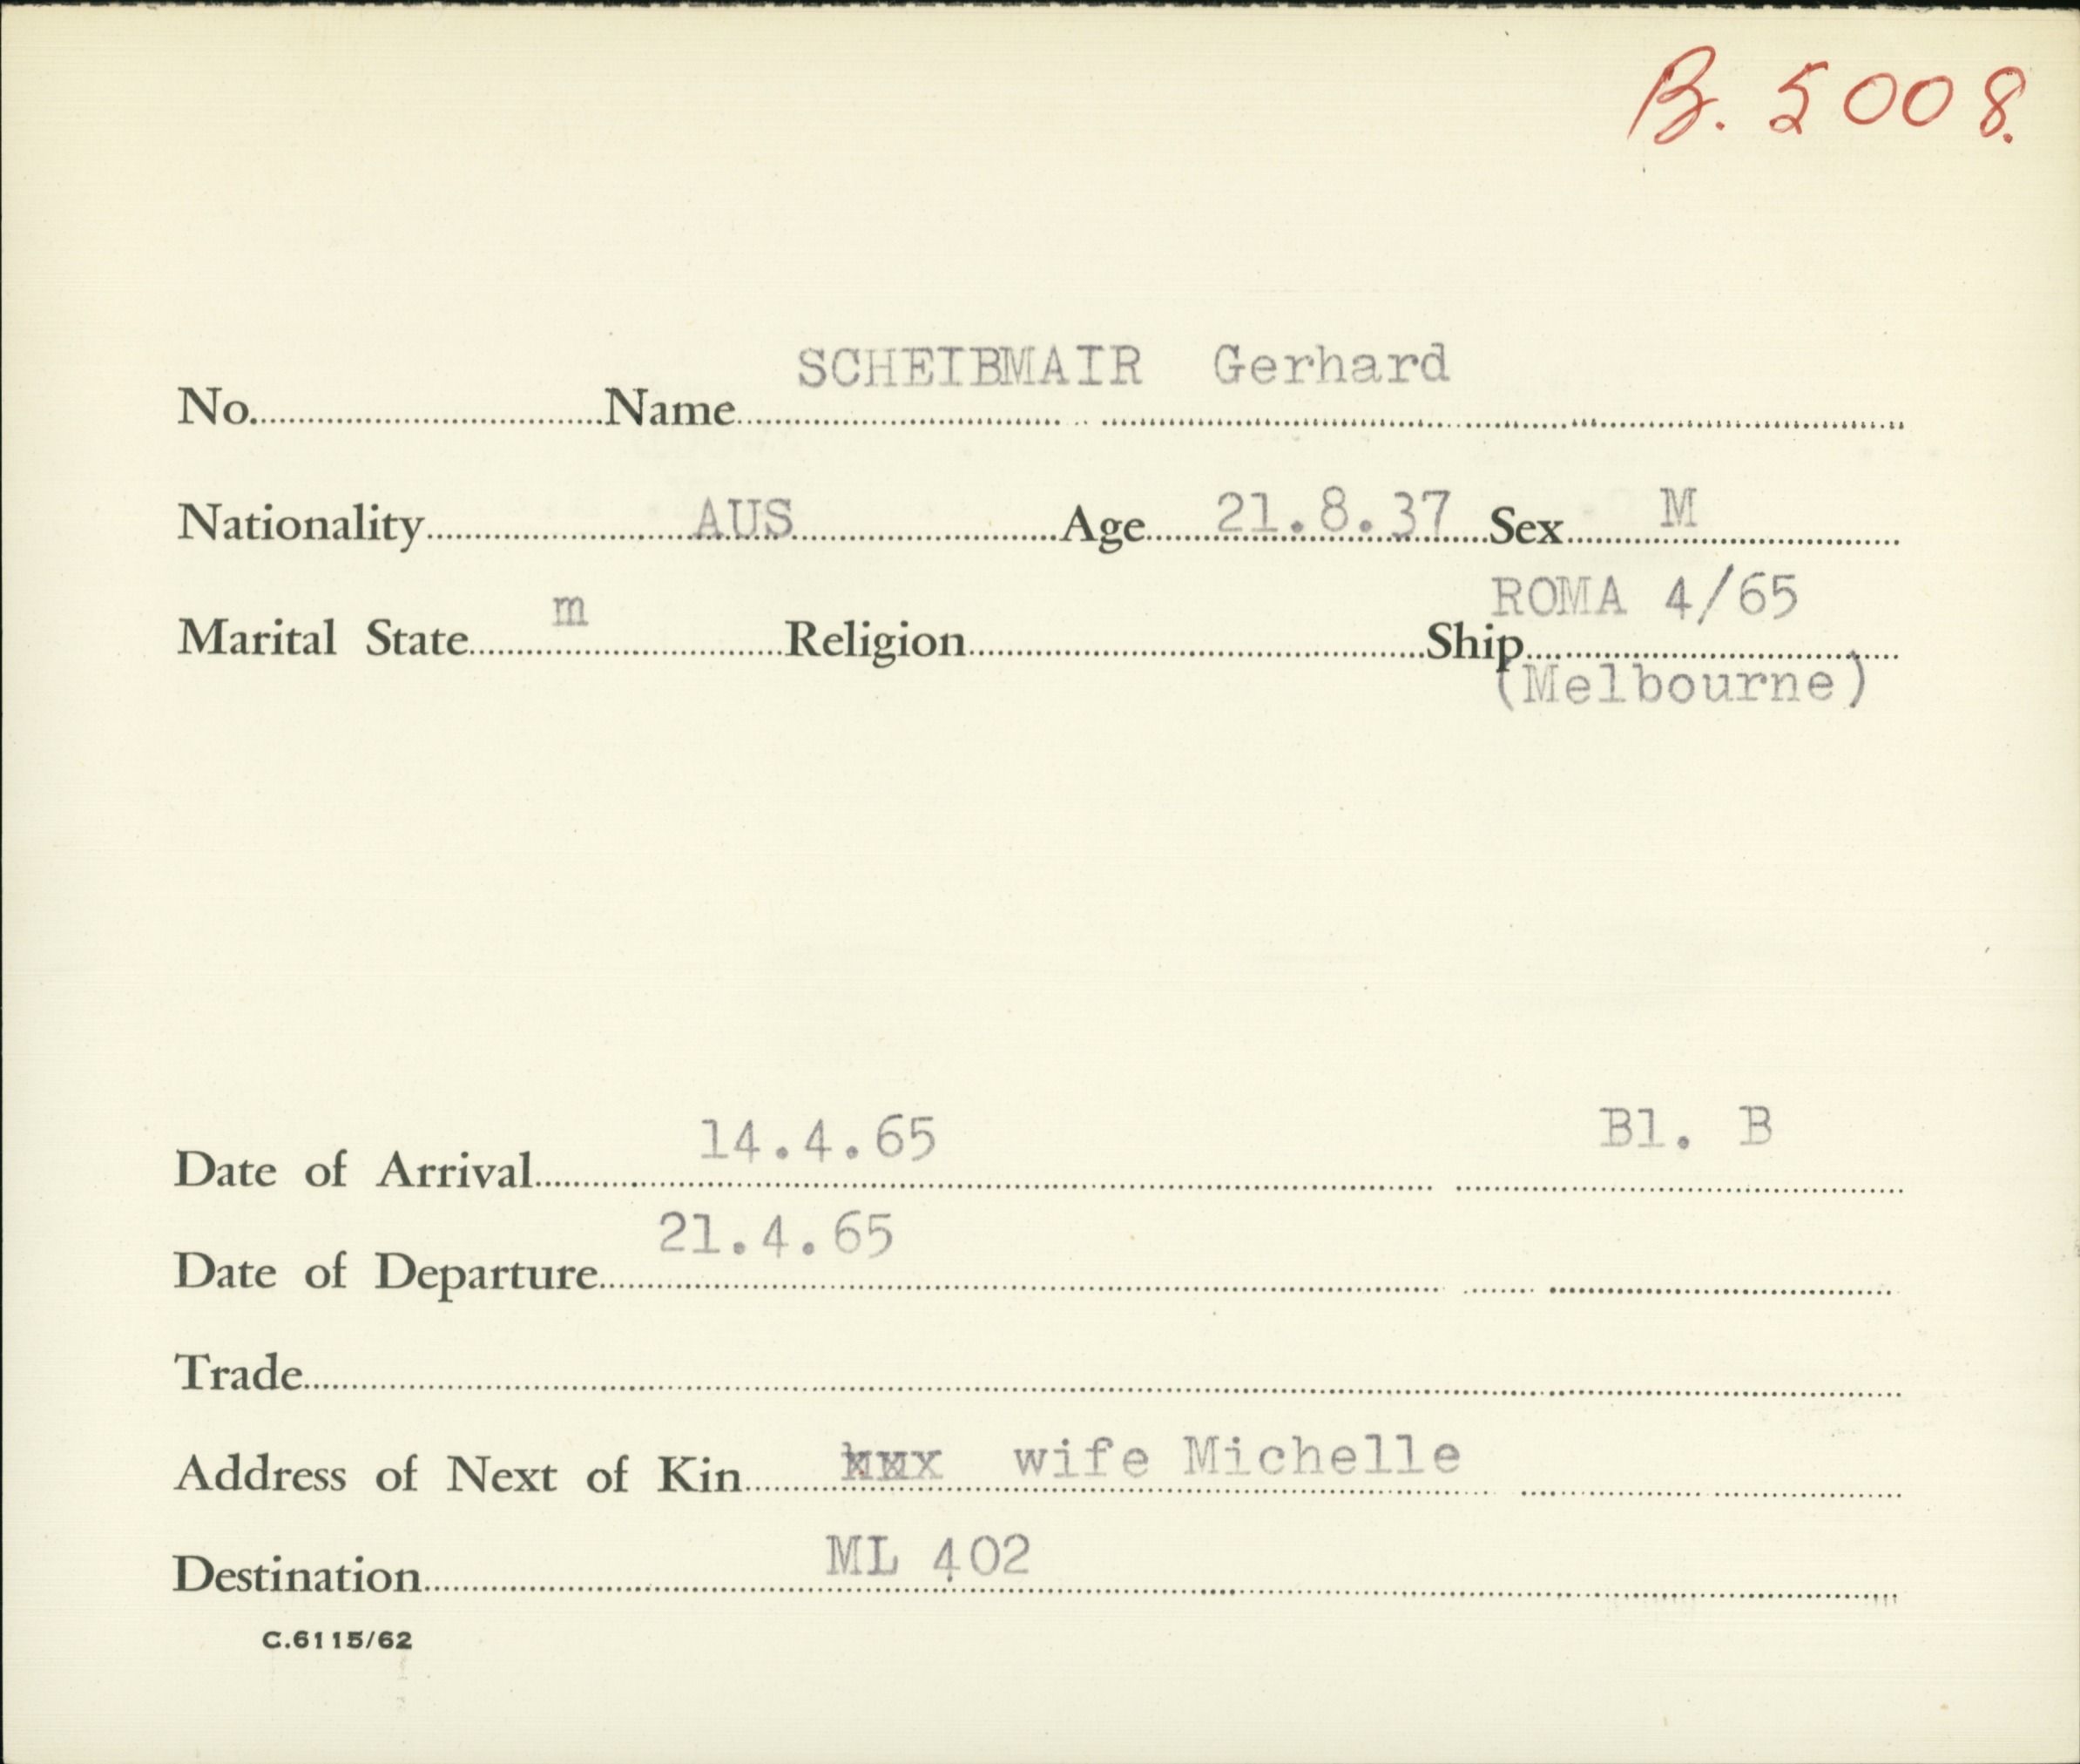 B. 5008.
SCHEIBMAIR Gerhard
No. Name
Nationality AUS Age 21.8.37 Sex M
ROMA 4/65
Marital State m Religion Ship
(Melbourne)
Date of Arrival 14.4.65 Bl. B
Date of Departure 21.4.65
Trade
Address of Next of Kin wife Michelle
Destination ML 402
C.6115/62